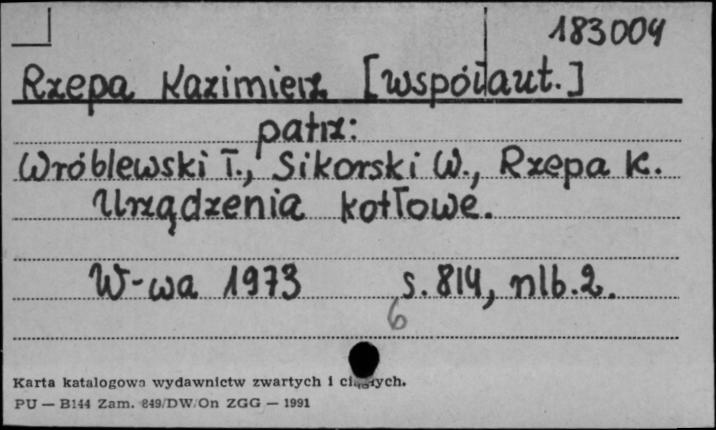 183004
Rzepa Kazimierz [współaut.]
patrz:
Wróblewski T., Sikorski W., Rzepa K.
Urządzenia kotłowe.
W-wa 1973 s. 814, nlb. 2.
6
Karta katalogowa wydawnictw zwartych i ciągłych.
PU — B144 Zam. 849/DW/On ZGG — 1991